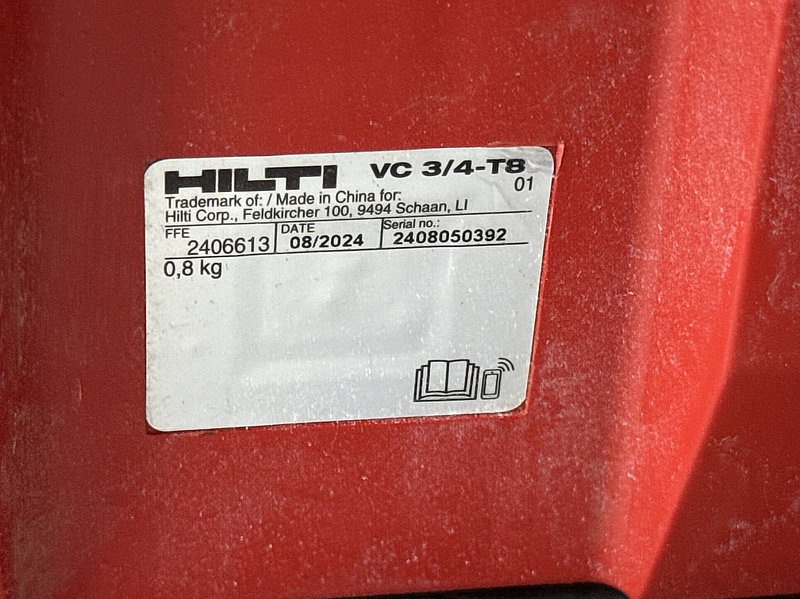 HILTI VC 3/4-T8
01
Trademark of: / Made in China for:
Hilti Corp., Feldkircher 100, 9494 Schaan, LI
FFE DATE Serial no.:
2406613 08/2024 2408050392
0,8 kg